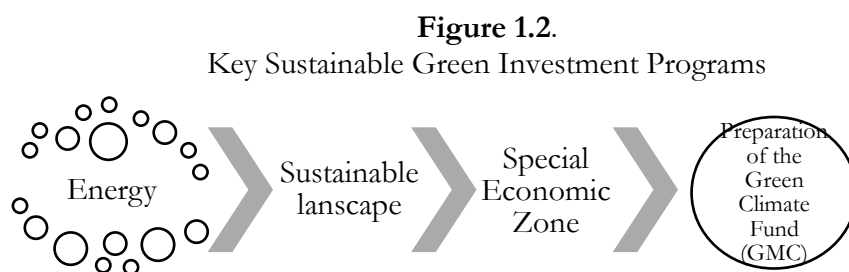 Figure 1.2.
Key Sustainable Green Investment Programs
Energy
Sustainable
lanscape
Special
Economic
Zone
Preparation
of the
Green
Climate
Fund
(GMC)